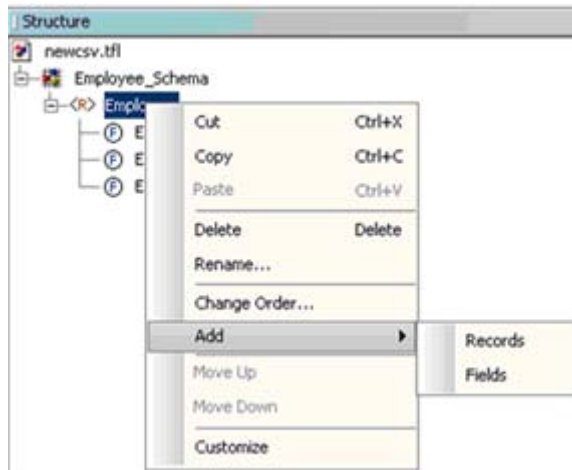 Structure
newcsv.tfl
Employee_Schema
<R>
F E
F E
F E
Cut Ctrl+X
Copy Ctrl+C
Paste Ctrl+V
Delete Delete
Rename...
Change Order...
Add
Records
Fields
Move Up
Move Down
Customize